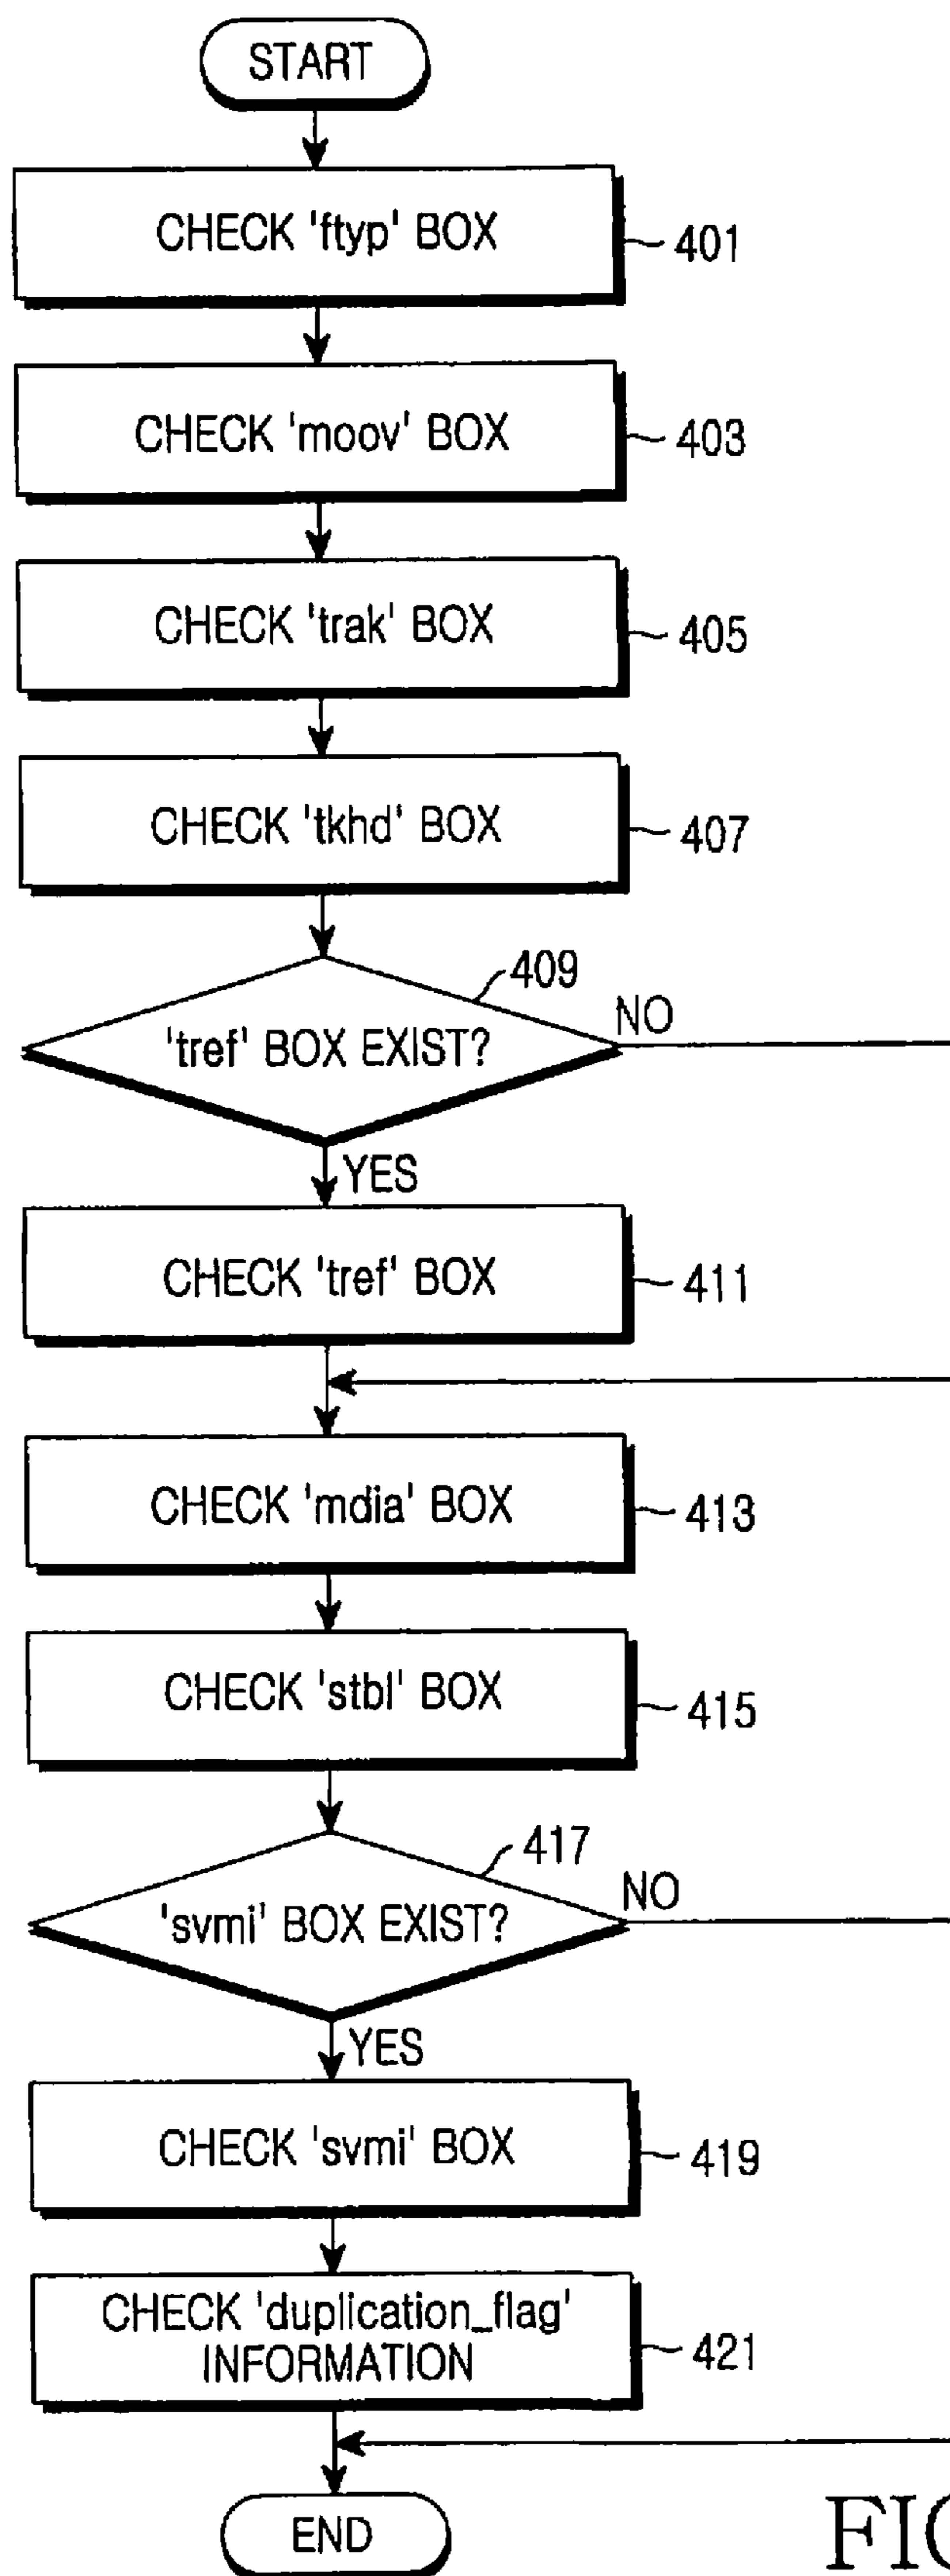 START
CHECK 'ftyp' BOX
401
CHECK 'moov' BOX
403
CHECK 'trak' BOX
405
CHECK 'tkhd' BOX
407
409
'tref' BOX EXIST?
NO
YES
CHECK 'tref' BOX
411
CHECK 'mdia' BOX
413
CHECK 'stbl' BOX
415
417
'svmi' BOX EXIST?
NO
YES
CHECK 'svmi' BOX
419
CHECK 'duplication_flag'
INFORMATION
421
END